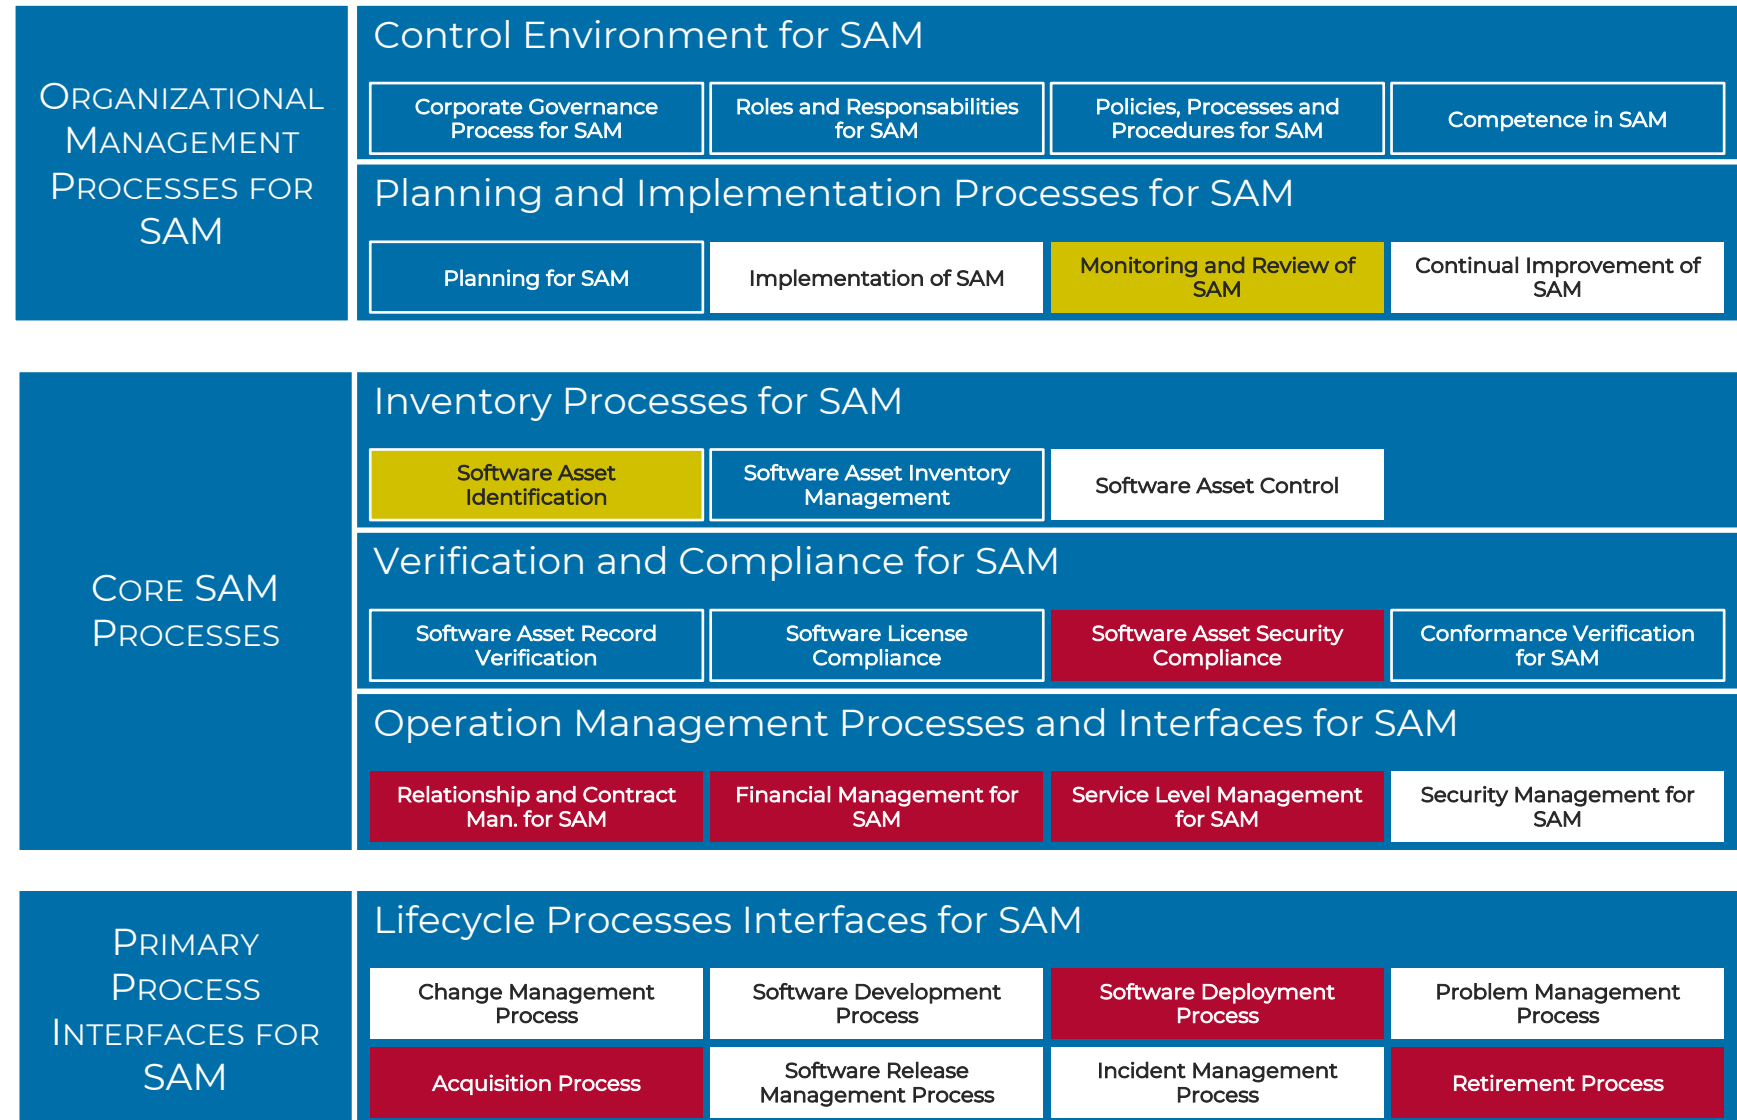 ORGANIZATIONAL
MANAGEMENT
PROCESSES FOR
SAM
Control Environment for SAM
Corporate Governance
Process for SAM
Roles and Responsabilities
for SAM
Policies, Processes and
Procedures for SAM
Competence in SAM
Planning and Implementation Processes for SAM
Planning for SAM
Implementation of SAM
Monitoring and Review of
SAM
Continual Improvement of
SAM
CORE SAM
PROCESSES
Inventory Processes for SAM
Software Asset
Identification
Software Asset Inventory
Management
Software Asset Control
Verification and Compliance for SAM
Software Asset Record
Verification
Software License
Compliance
Software Asset Security
Compliance
Conformance Verification
for SAM
Operation Management Processes and Interfaces for SAM
Relationship and Contract
Man. for SAM
Financial Management for
SAM
Service Level Management
for SAM
Security Management for
SAM
PRIMARY
PROCESS
INTERFACES FOR
SAM
Lifecycle Processes Interfaces for SAM
Change Management
Process
Software Development
Process
Software Deployment
Process
Problem Management
Process
Acquisition Process
Software Release
Management Process
Incident Management
Process
Retirement Process